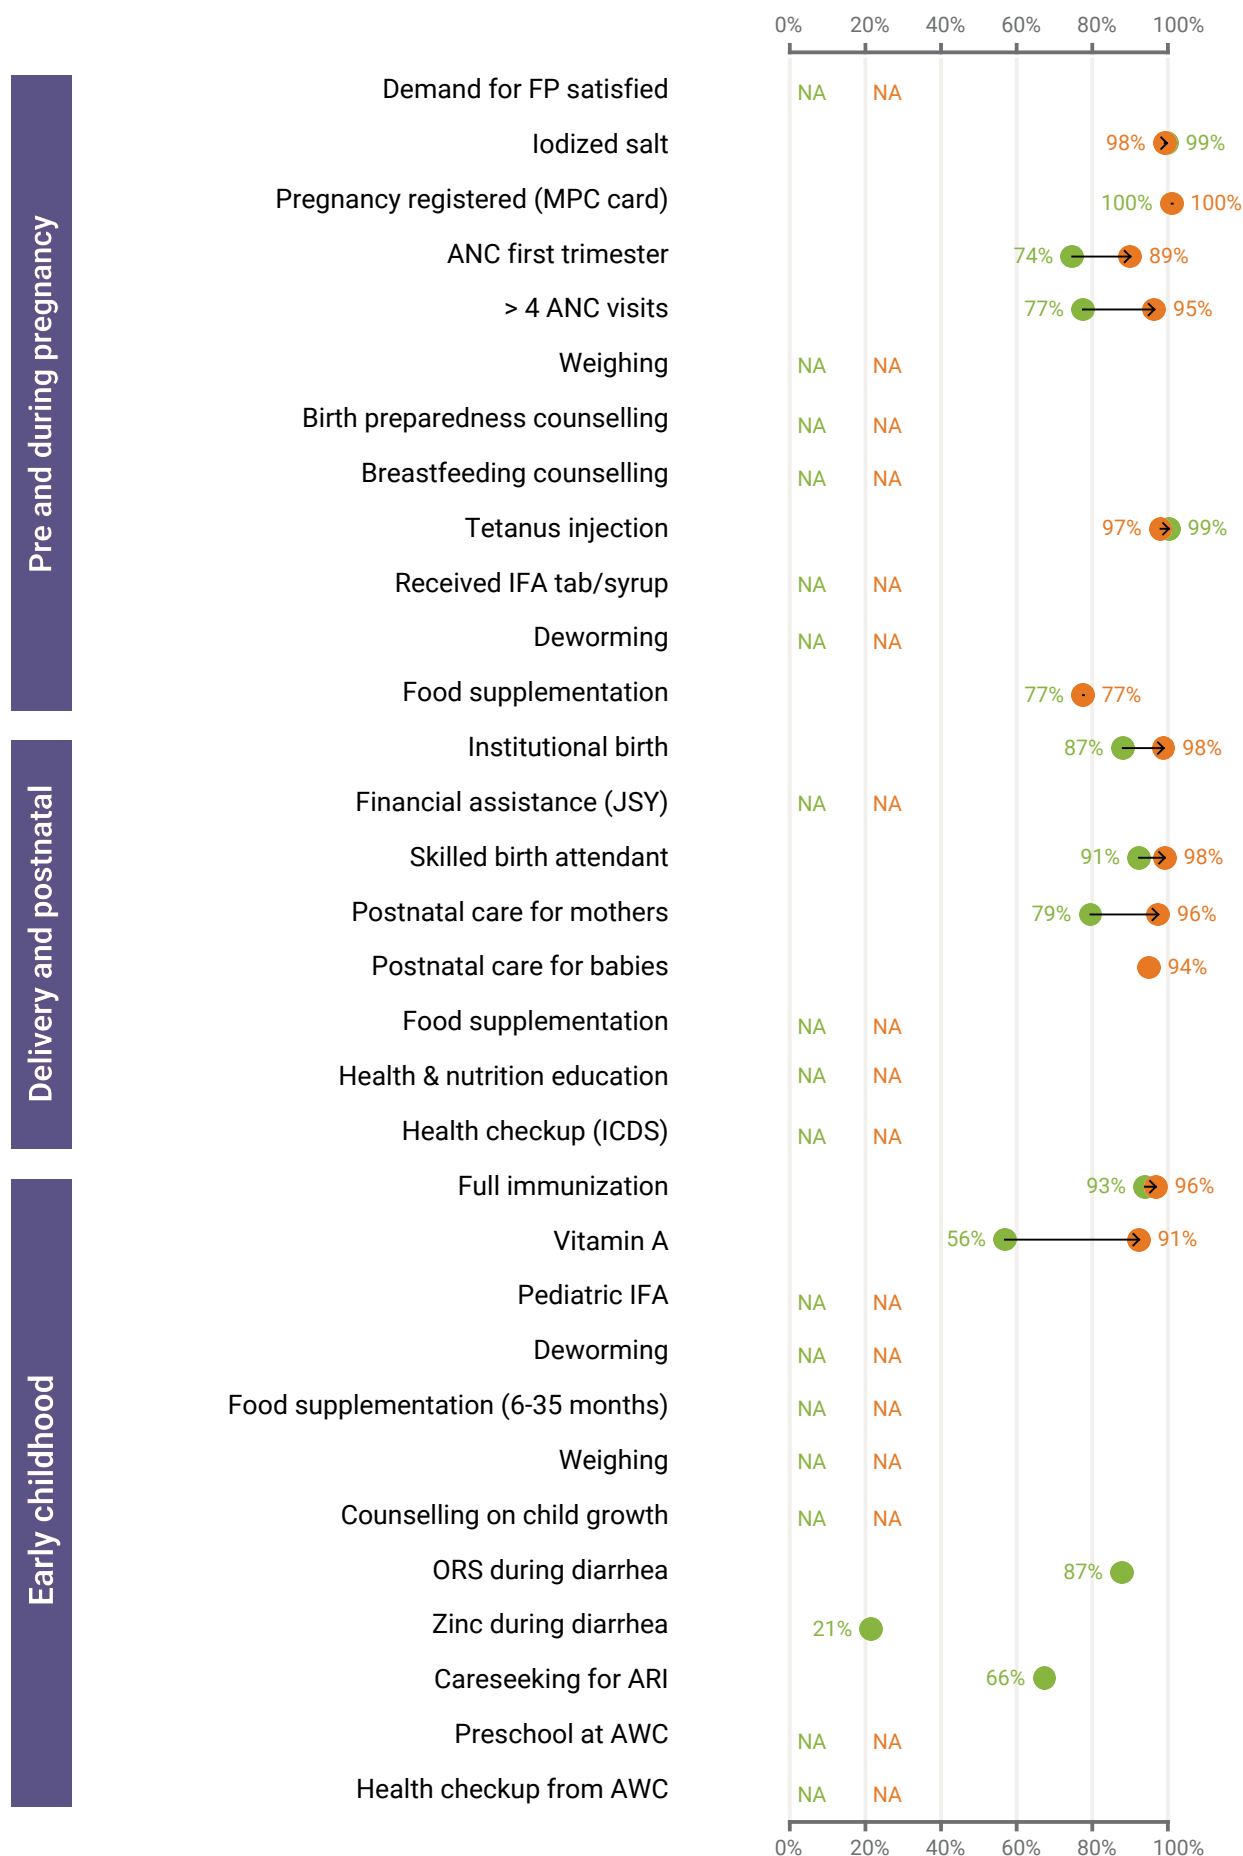 0% 20% 40% 60% 80% 100%
Pre and during pregnancy
Demand for FP satisfied NA NA
Iodized salt 98% 99%
Pregnancy registered (MPC card) 100% 100%
ANC first trimester 74% 89%
> 4 ANC visits 77% 95%
Weighing NA NA
Birth preparedness counselling NA NA
Breastfeeding counselling NA NA
Tetanus injection 97% 99%
Received IFA tab/syrup NA NA
Deworming NA NA
Food supplementation 77% 77%
Delivery and postnatal
Institutional birth 87% 98%
Financial assistance (JSY) NA NA
Skilled birth attendant 91% 98%
Postnatal care for mothers 79% 96%
Postnatal care for babies 94%
Food supplementation NA NA
Health & nutrition education NA NA
Health checkup (ICDS) NA NA
Early childhood
Full immunization 93% 96%
Vitamin A 56% 91%
Pediatric IFA NA NA
Deworming NA NA
Food supplementation (6-35 months) NA NA
Weighing NA NA
Counselling on child growth NA NA
ORS during diarrhea 87%
Zinc during diarrhea 21%
Careseeking for ARI 66%
Preschool at AWC NA NA
Health checkup from AWC NA NA
0% 20% 40% 60% 80% 100%